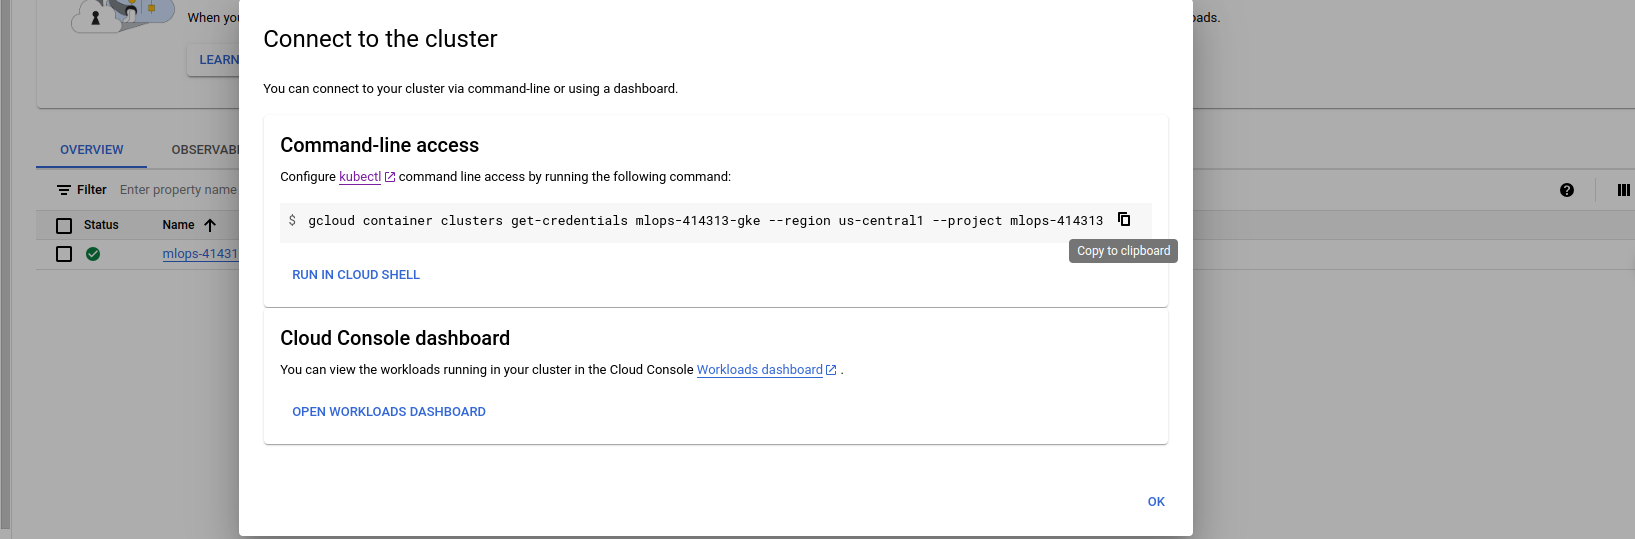 When you
oads.
LEARN
Connect to the cluster
You can connect to your cluster via command-line or using a dashboard.
Command-line access
Configure kubectl command line access by running the following command:
$ gcloud container clusters get-credentials mlops-414313-gke --region us-central1 --project mlops-414313
Copy to clipboard
RUN IN CLOUD SHELL
Cloud Console dashboard
You can view the workloads running in your cluster in the Cloud Console Workloads dashboard .
OPEN WORKLOADS DASHBOARD
OK
OVERVIEW OBSERVABI
Filter Enter property name
Status Name
mlops-41431